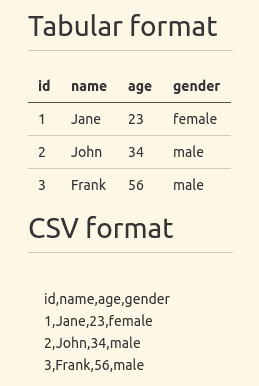 Tabular format
id name age gender
1 Jane 23 female
2 John 34 male
3 Frank 56 male
CSV format
id,name,age,gender
1,Jane,23,female
2,John,34,male
3,Frank,56,male